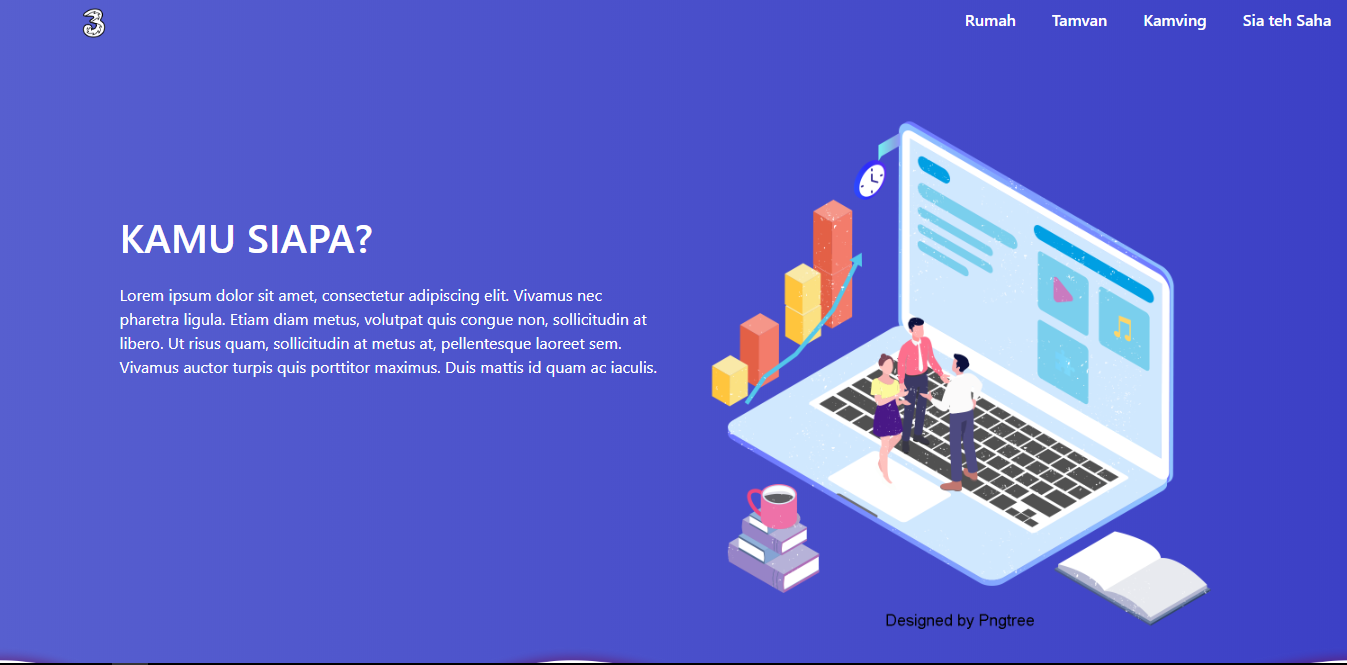 3
Rumah Tamving Kamving Sia teh Saha
KAMU SIAPA?
Lorem ipsum dolor sit amet, consectetur adipiscing elit. Vivamus nec
pharetra ligula. Etiam diam metus, volutpat quis congue non, sollicitudin at
libero. Ut risus quam, sollicitudin at metus at, pellentesque laoreet sem.
Vivamus auctor turpis quis porttitor maximus. Duis mattis id quam ac iaculis.
Designed by Pngtree